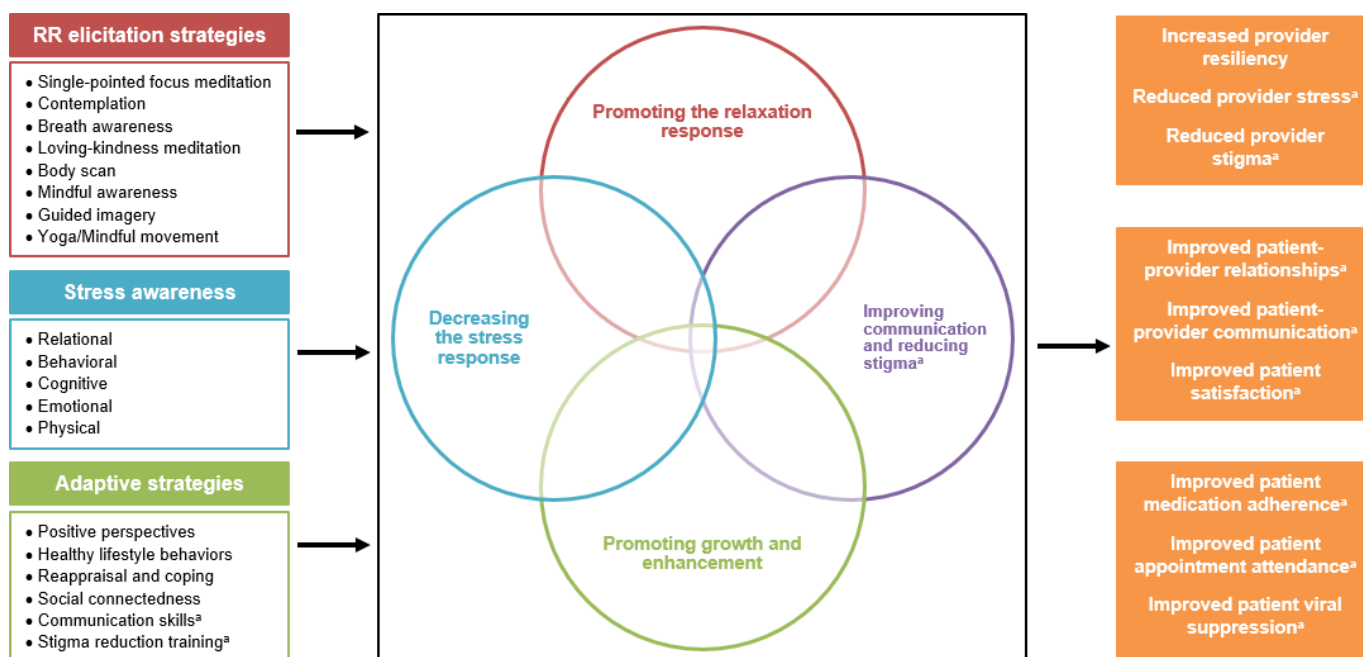 RR elicitation strategies
• Single-pointed focus meditation
• Contemplation
• Breath awareness
• Loving-kindness meditation
• Body scan
• Mindful awareness
• Guided imagery
• Yoga/Mindful movement
Stress awareness
• Relational
• Behavioral
• Cognitive
• Emotional
• Physical
Adaptive strategies
• Positive perspectives
• Healthy lifestyle behaviors
• Reappraisal and coping
• Social connectedness
• Communication skillsᵃ
• Stigma reduction trainingᵃ
Promoting the relaxation
response
Decreasing
the stress
response
Improving
communication
and reducing
stigmaᵃ
Promoting growth and
enhancement
Increased provider
resiliency
Reduced provider stressᵃ
Reduced provider
stigmaᵃ
Improved patient-
provider relationshipsᵃ
Improved patient-
provider communicationᵃ
Improved patient
satisfactionᵃ
Improved patient
medication adherenceᵃ
Improved patient
appointment attendanceᵃ
Improved patient viral
suppressionᵃ